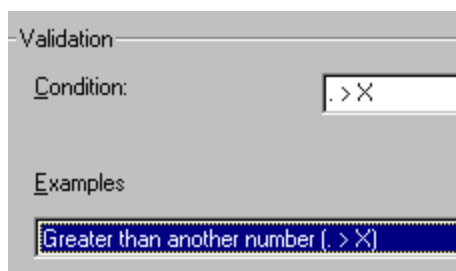 Validation
Condition:
. > X
Examples
Greater than another number (. > X)